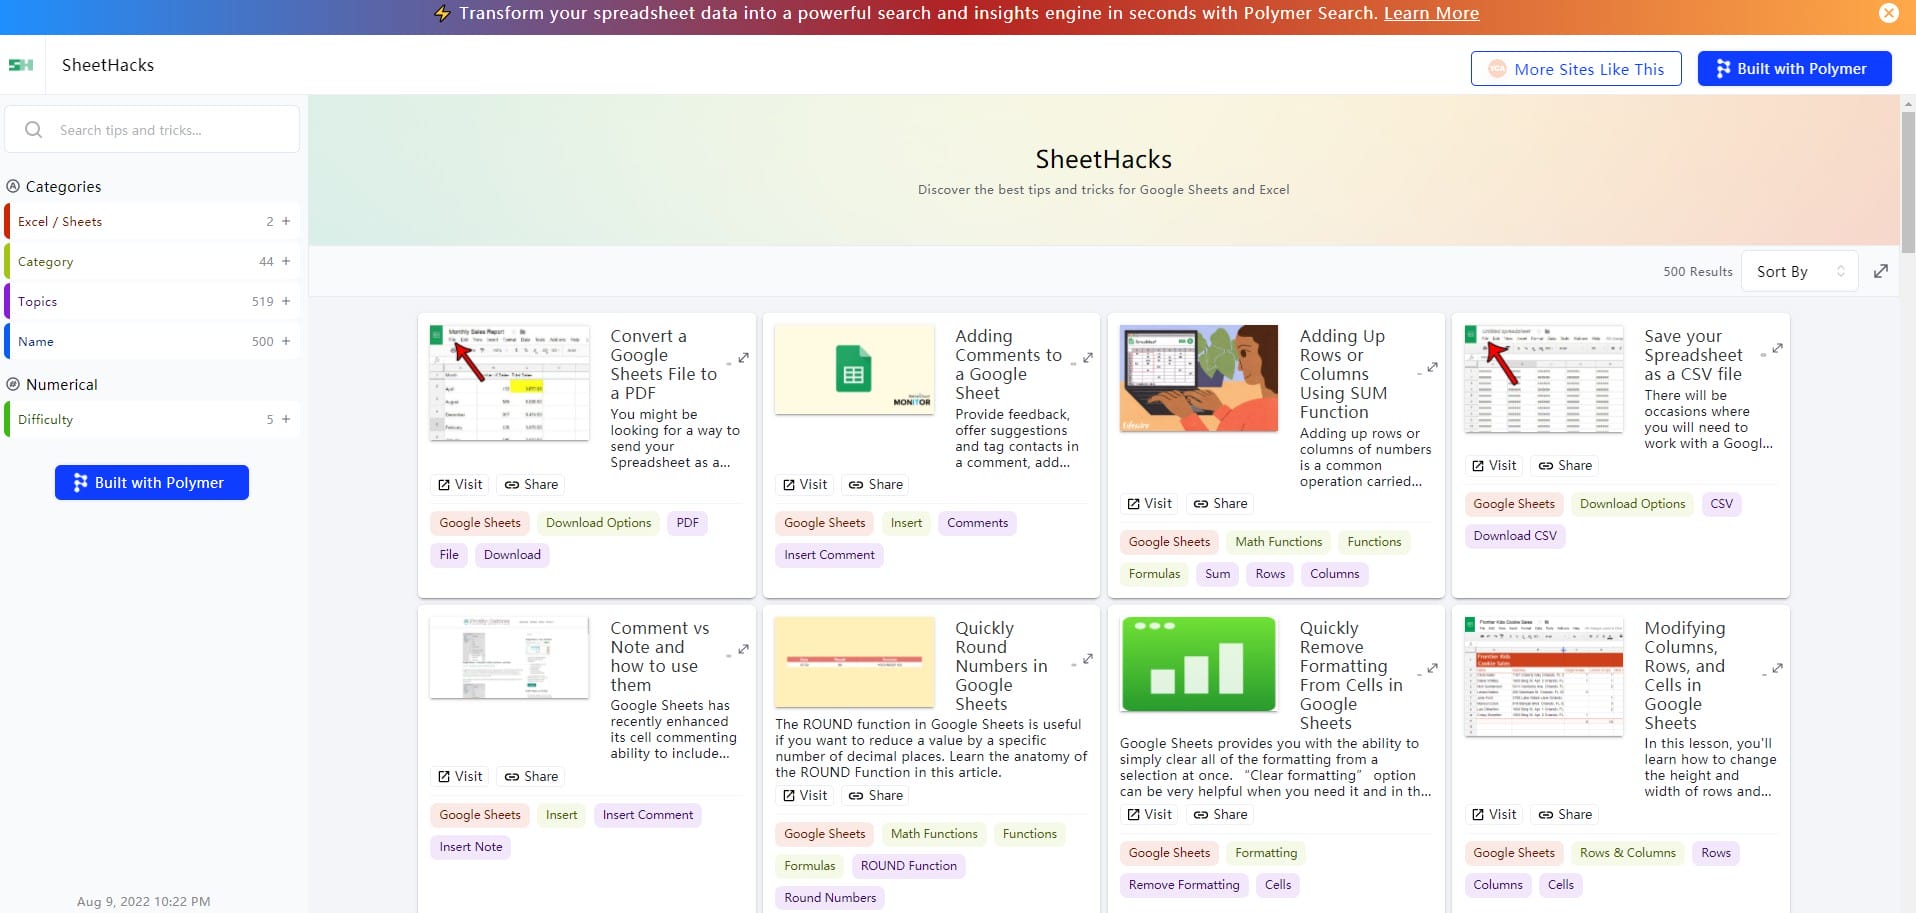 ⚡ Transform your spreadsheet data into a powerful search and insights engine in seconds with Polymer Search. Learn More
SH
SheetHacks
More Sites Like This
Built with Polymer
Search tips and tricks...
Categories
Excel / Sheets 2 +
Category 44 +
Topics 519 +
Name 500 +
Numerical
Difficulty 5 +
Built with Polymer
Aug 9, 2022 10:22 PM
SheetHacks
Discover the best tips and tricks for Google Sheets and Excel
500 Results
Sort By
Monthly Sales Report
Convert a
Google
Sheets File to
a PDF
You might be
looking for a way to
send your
Spreadsheet as a...
Visit Share
Google Sheets Download Options PDF
File Download
MONITOR
Adding
Comments to
a Google
Sheet
Provide feedback,
offer suggestions
and tag contacts in
a comment, add...
Visit Share
Google Sheets Insert Comments
Insert Comment
Lifewire
Adding Up
Rows or
Columns
Using SUM
Function
Adding up rows or
columns of numbers
is a common
operation carried...
Visit Share
Google Sheets Math Functions Functions
Formulas Sum Rows Columns
Untitled spreadsheet
Save your
Spreadsheet
as a CSV file
There will be
occasions where
you will need to
work with a Googl...
Visit Share
Google Sheets Download Options CSV
Download CSV
Comment vs
Note and
how to use
them
Google Sheets has
recently enhanced
its cell commenting
ability to include...
Visit Share
Google Sheets Insert Insert Comment
Insert Note
Quickly
Round
Numbers in
Google
Sheets
The ROUND function in Google Sheets is useful
if you want to reduce a value by a specific
number of decimal places. Learn the anatomy of
the ROUND Function in this article.
Visit Share
Google Sheets Math Functions Functions
Formulas ROUND Function
Round Numbers
Quickly
Remove
Formatting
From Cells in
Google
Sheets
Google Sheets provides you with the ability to
simply clear all of the formatting from a
selection at once. “Clear formatting” option
can be very helpful when you need it and in th...
Visit Share
Google Sheets Formatting
Remove Formatting Cells
Frontier Kids Cookie Sales
Frontier Kids
Cookie Sales
Modifying
Columns,
Rows, and
Cells in
Google
Sheets
In this lesson, you'll
learn how to change
the height and
width of rows and...
Visit Share
Google Sheets Rows & Columns Rows
Columns Cells